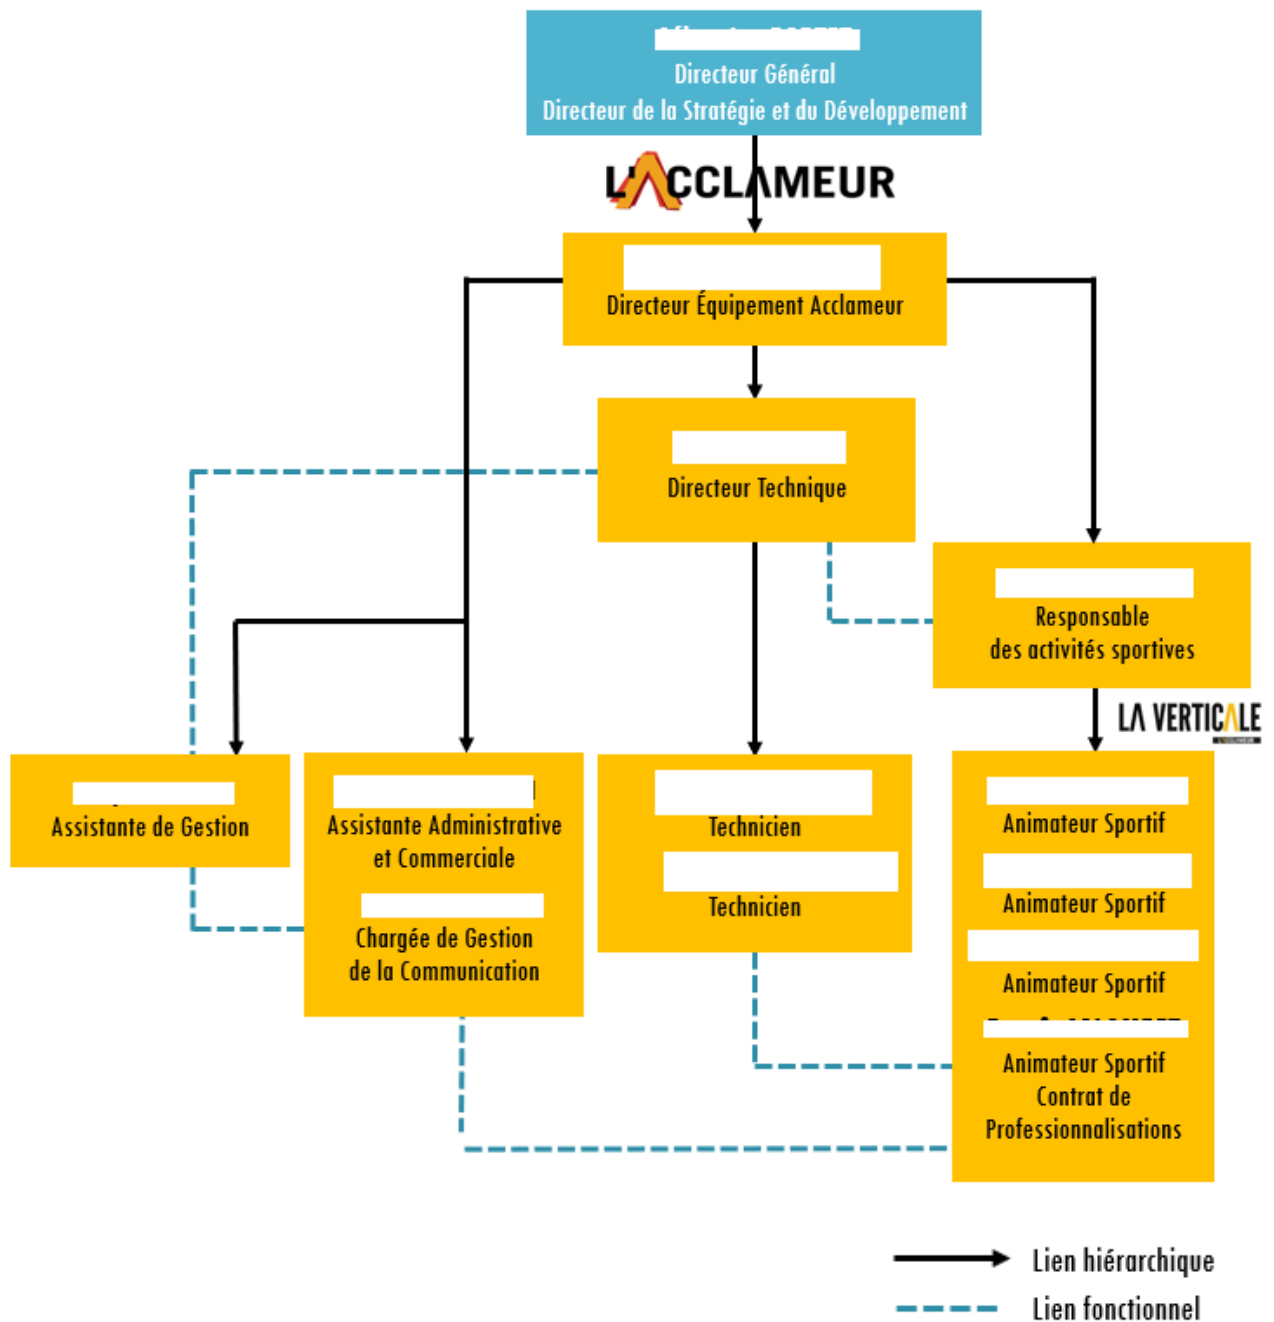 Directeur Général
Directeur de la Stratégie et du Développement
L'ACCLAMEUR
Directeur Équipement Acclameur
Directeur Technique
Responsable
des activités sportives
LA VERTICALE
Assistante de Gestion
Assistante Administrative
et Commerciale
Chargée de Gestion
de la Communication
Technicien
Technicien
Animateur Sportif
Animateur Sportif
Animateur Sportif
Animateur Sportif
Contrat de
Professionnalisations
Lien hiérarchique
Lien fonctionnel